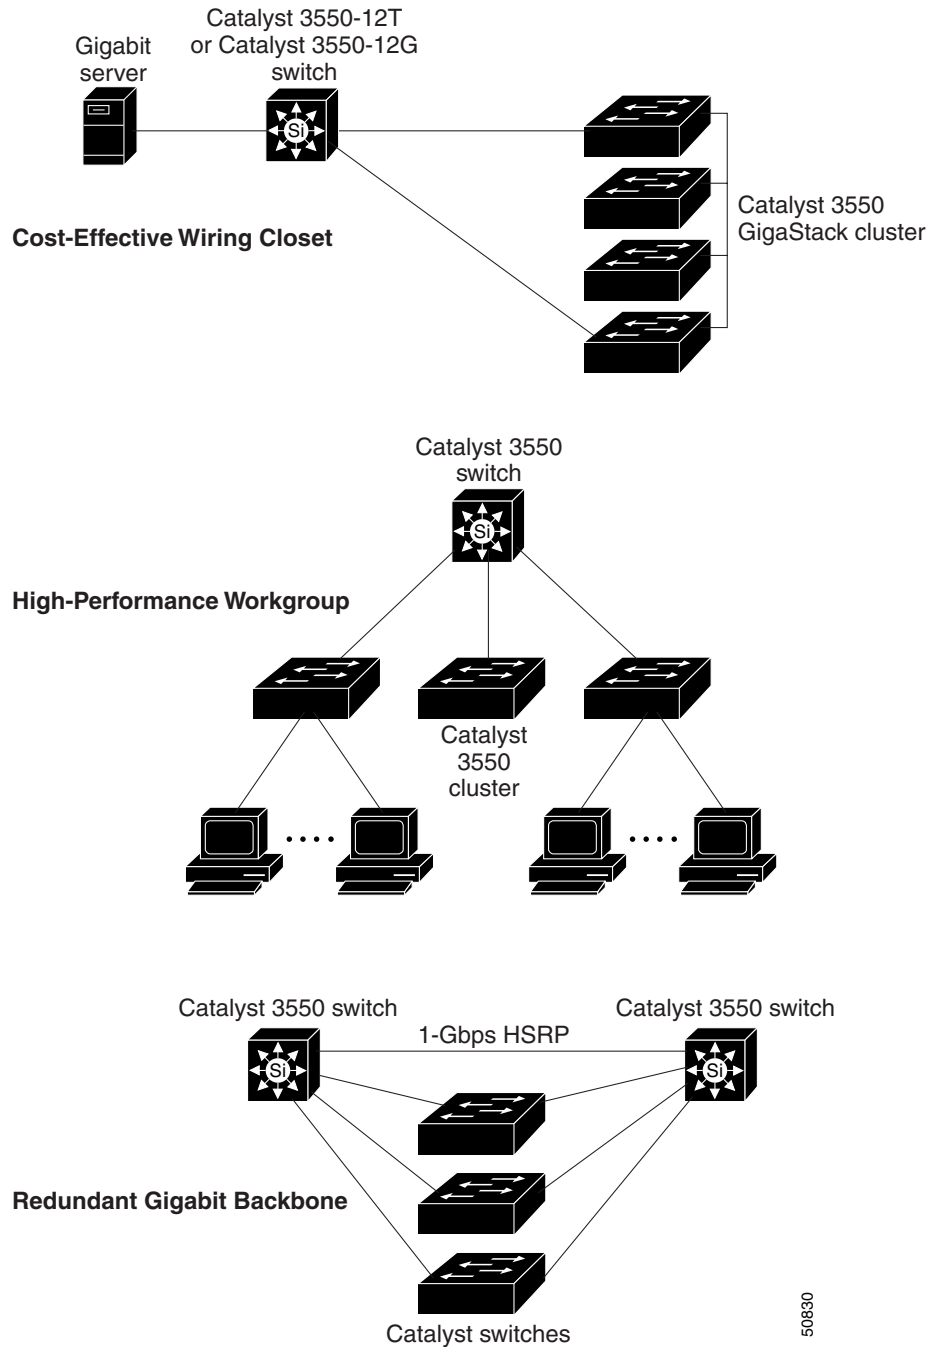 Catalyst 3550-12T
or Catalyst 3550-12G
switch
Gigabit
server
Si
Catalyst 3550
GigaStack cluster
Cost-Effective Wiring Closet
Catalyst 3550
switch
Si
High-Performance Workgroup
Catalyst
3550
cluster
Catalyst 3550 switch
Catalyst 3550 switch
1-Gbps HSRP
Si
Si
Redundant Gigabit Backbone
Catalyst switches
50830